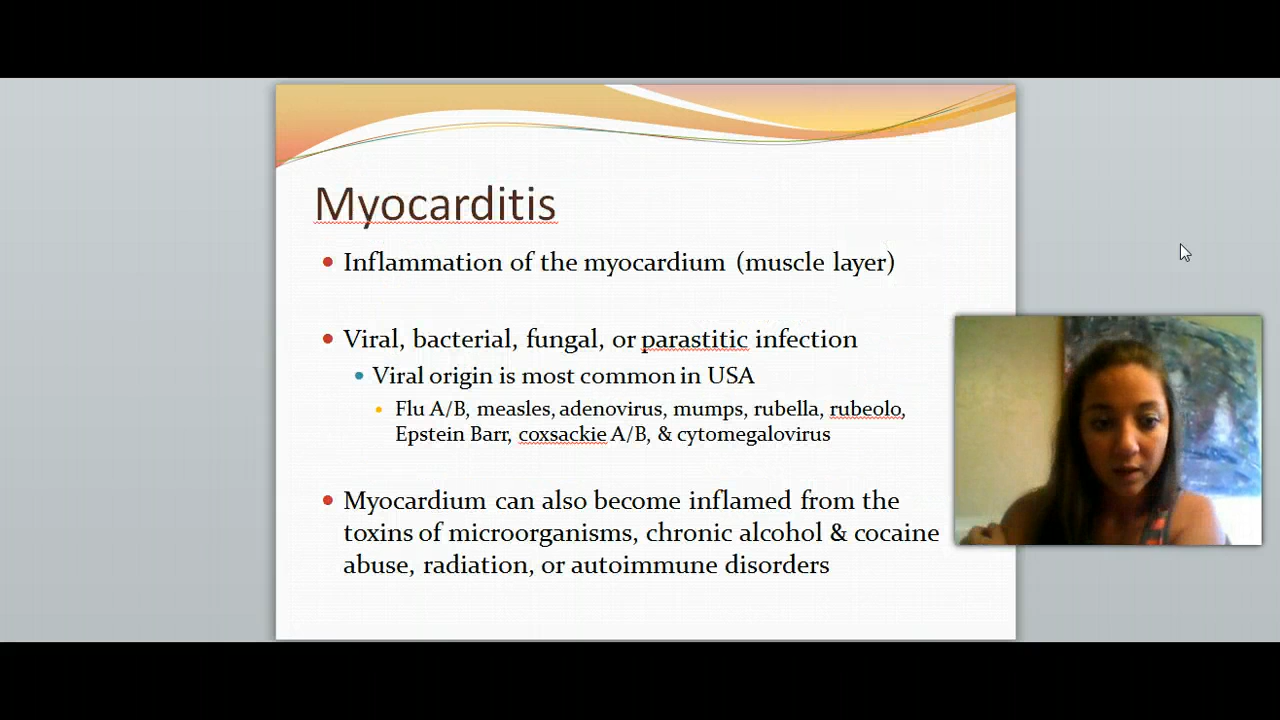 Myocarditis
Inflammation of the myocardium (muscle layer)
Viral, bacterial, fungal, or parastitic infection
Viral origin is most common in USA
Flu A/B, measles, adenovirus, mumps, rubella, rubeolo,
Epstein Barr, coxsackie A/B, & cytomegalovirus
Myocardium can also become inflamed from the
toxins of microorganisms, chronic alcohol & cocaine
abuse, radiation, or autoimmune disorders